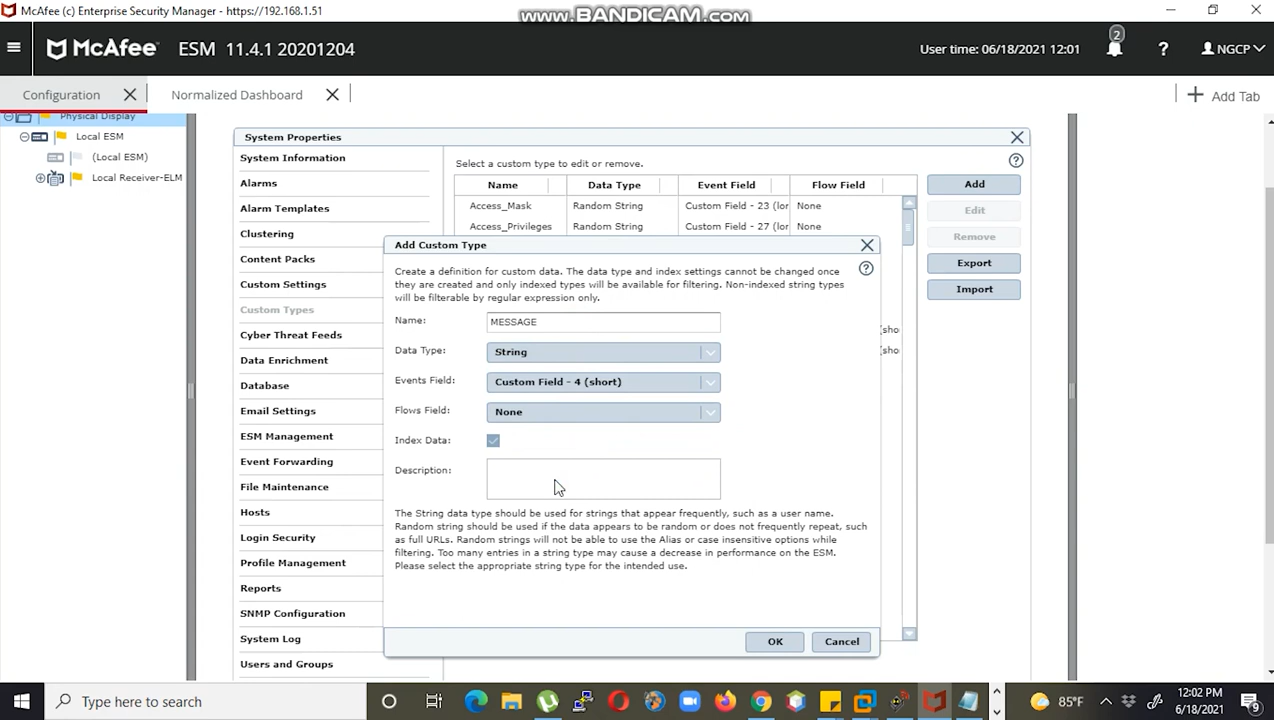 McAfee (c) Enterprise Security Manager - https://192.168.1.51
www.BANDICAM.com
McAfee
ESM 11.4.1 20201204
User time: 06/18/2021 12:01
2
?
NGCP
Configuration
Normalized Dashboard
Add Tab
Physical Display
Local ESM
(Local ESM)
Local Receiver-ELM
System Properties
System Information
Alarms
Alarm Templates
Clustering
Content Packs
Custom Settings
Custom Types
Cyber Threat Feeds
Data Enrichment
Database
Email Settings
ESM Management
Event Forwarding
File Maintenance
Hosts
Login Security
Profile Management
Reports
SNMP Configuration
System Log
Users and Groups
Select a custom type to edit or remove.
Name Data Type Event Field Flow Field
Access_Mask Random String Custom Field - 23 (lor None
Access_Privileges Random String Custom Field - 27 (lor None
(sho
(sho
Add
Edit
Remove
Export
Import
Add Custom Type
Create a definition for custom data. The data type and index settings cannot be changed once
they are created and only indexed types will be available for filtering. Non-indexed string types
will be filterable by regular expression only.
Name: MESSAGE
Data Type: String
Events Field: Custom Field - 4 (short)
Flows Field: None
Index Data:
Description:
The String data type should be used for strings that appear frequently, such as a user name.
Random string should be used if the data appears to be random or does not frequently repeat, such
as full URLs. Random strings will not be able to use the Alias or case insensitive options while
filtering. Too many entries in a string type may cause a decrease in performance on the ESM.
Please select the appropriate string type for the intended use.
OK
Cancel
Type here to search
85°F
12:02 PM
6/18/2021
9